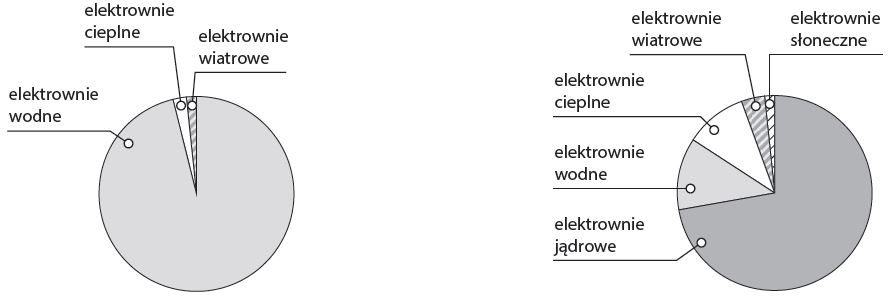 elektrownie
cieplne
elektrownie
wiatrowe
elektrownie
wodne
elektrownie
wiatrowe
elektrownie
słoneczne
elektrownie
cieplne
elektrownie
wodne
elektrownie
jądrowe